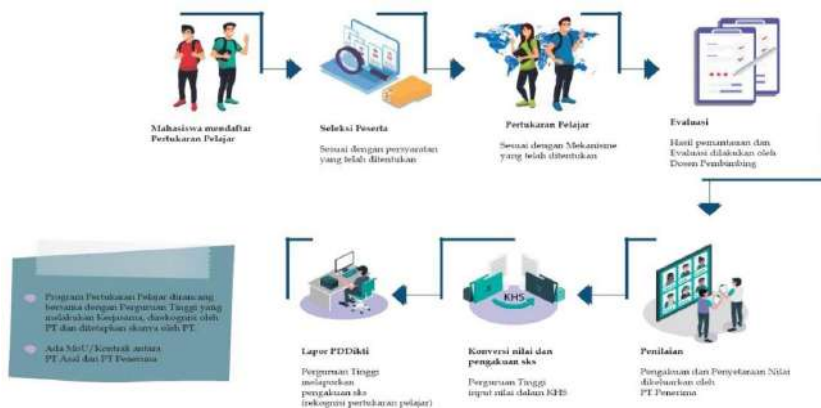 Mahasiswa mendaftar
Pertukaran Pelajar
Seleksi Peserta
Sesuai dengan persyaratan
yang telah ditentukan
Pertukaran Pelajar
Sesuai dengan Mekanisme
yang telah ditentukan
Evaluasi
Hasil pemantauan dan
Evaluasi dilakukan oleh
Dosen Pembimbing
Penilaian
Pengakuan dan Penyetaraan Nilai
dikeluarkan oleh
PT Penerima
KHS
Konversi nilai dan
pengakuan sks
Perguruan Tinggi
input nilai dalam KHS
Lapor PDDikti
Perguruan Tinggi
melaporkan
pengakuan sks
(rekognisi pertukaran pelajar)
Program Pertukaran Pelajar dirancang
bersama dengan Perguruan Tinggi yang
melakukan Kerjasama, direkognisi oleh
PT dan ditetapkan sksnya oleh PT.
Ada MoU/Kontrak antara
PT Asal dan PT Penerima